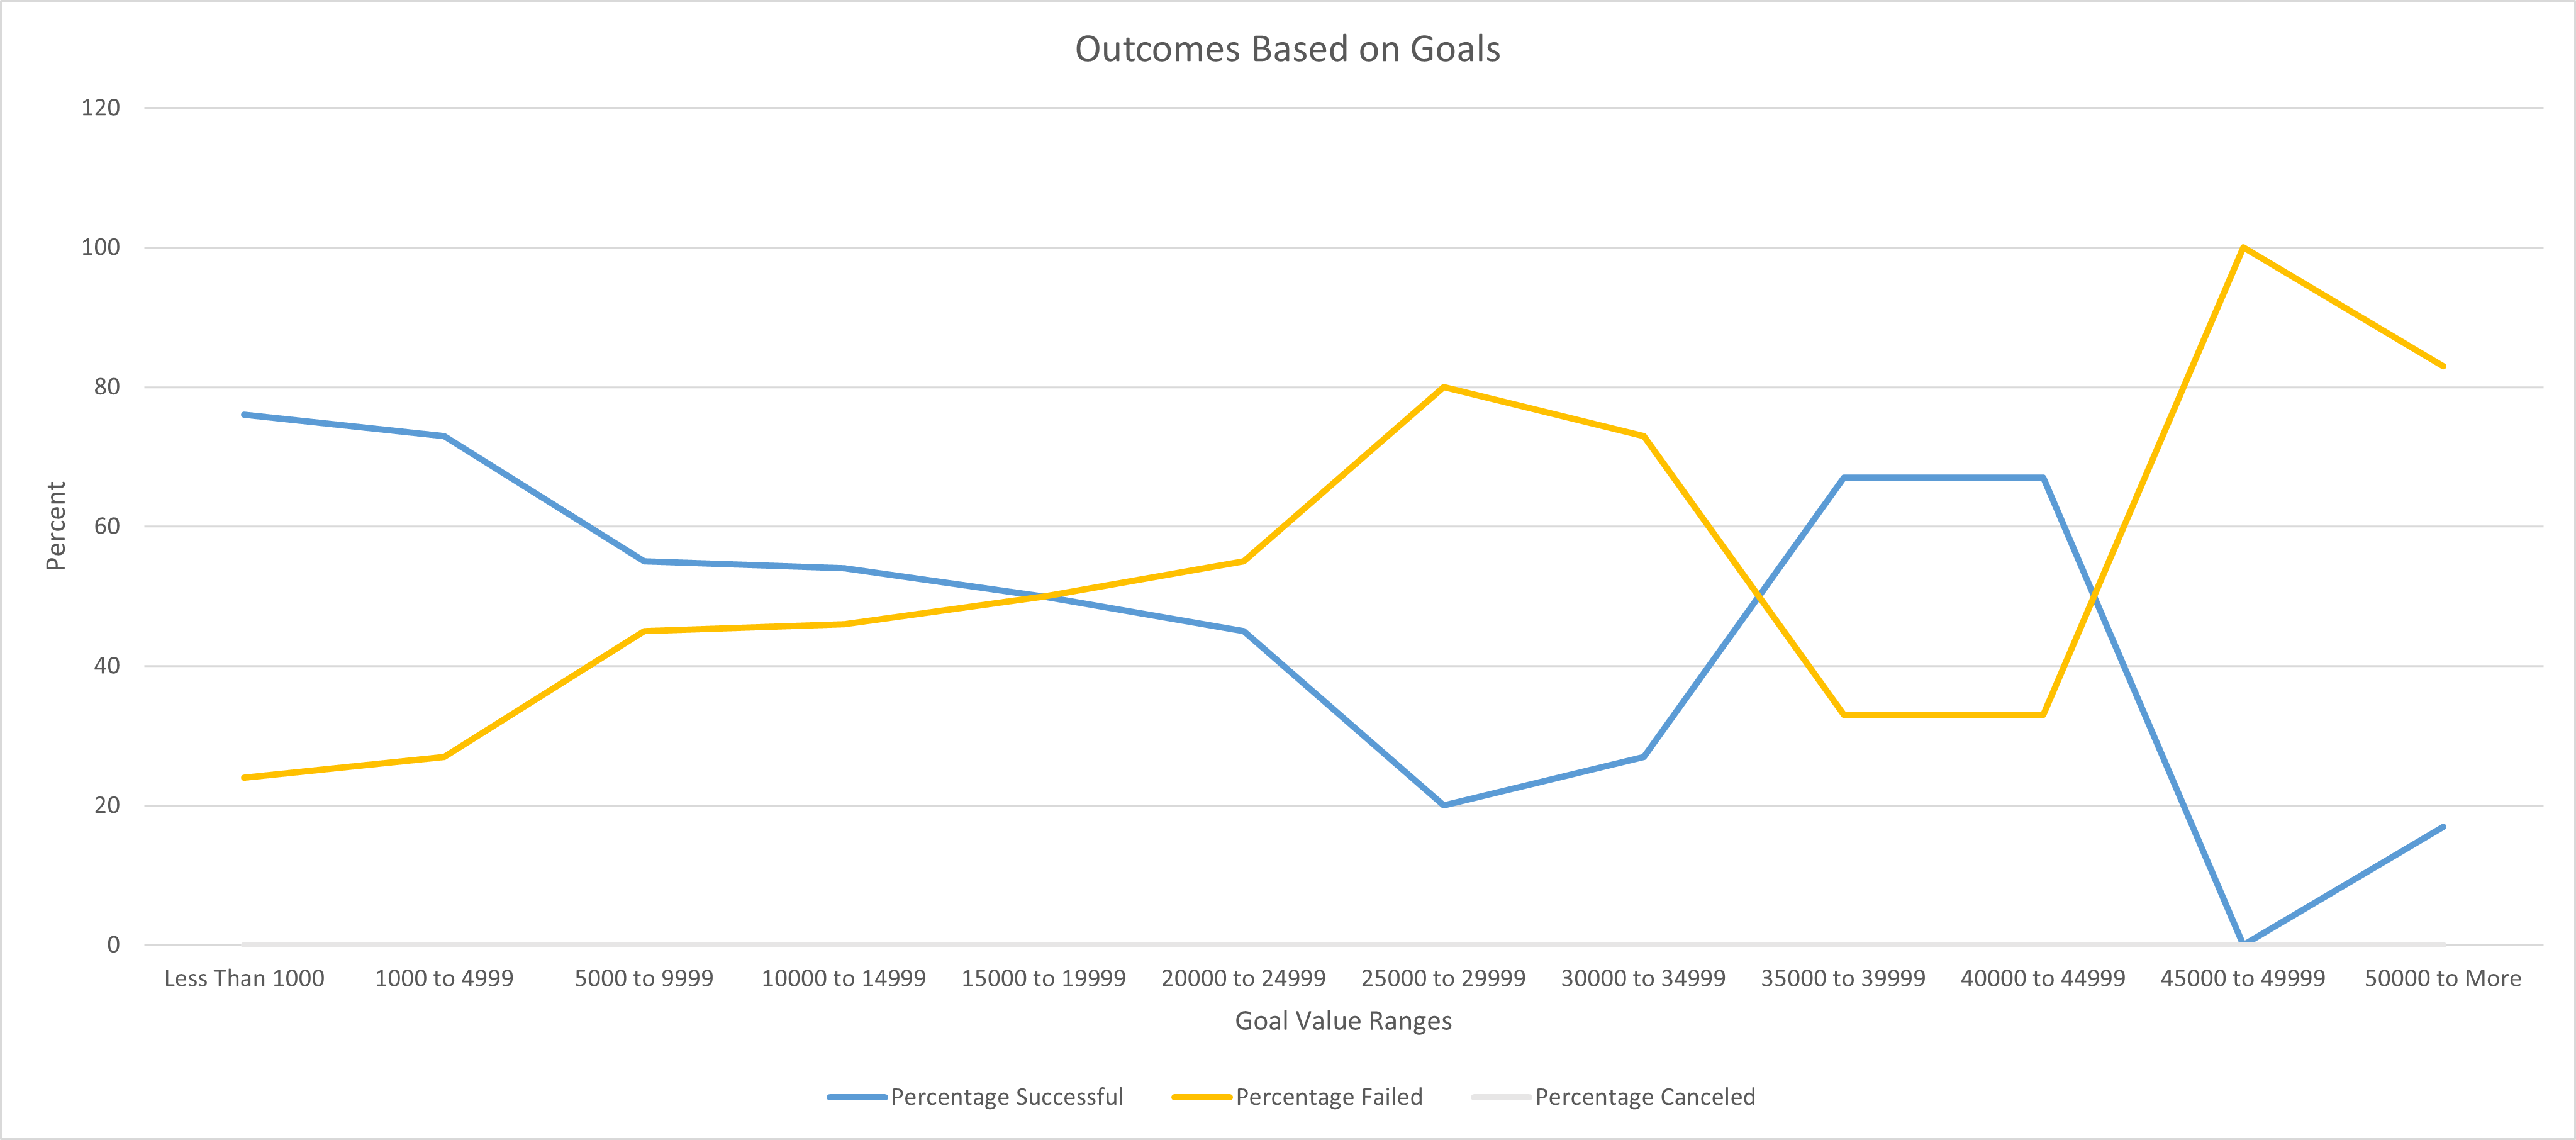 Outcomes Based on Goals
120
100
80
60
40
20
0
Percent
Less Than 1000 1000 to 4999 5000 to 9999 10000 to 14999 15000 to 19999 20000 to 24999 25000 to 29999 30000 to 34999 35000 to 39999 40000 to 44999 45000 to 49999 50000 to More
Goal Value Ranges
Percentage Successful Percentage Failed Percentage Canceled